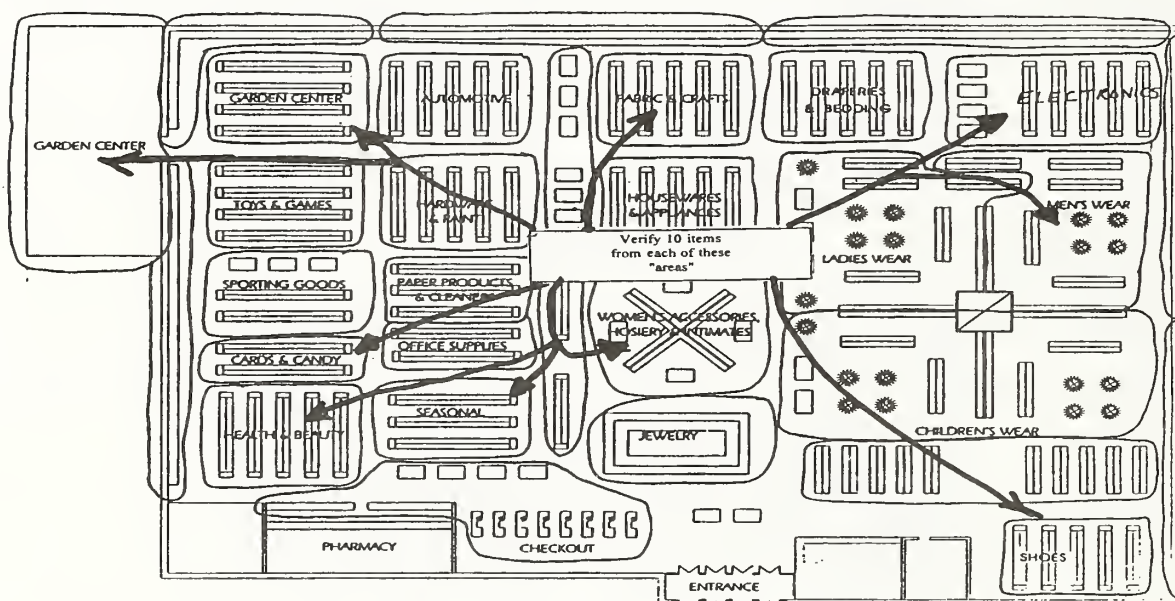 GARDEN CENTER
AUTOMOTIVE
FABRIC & CRAFTS
DRAPERIES
& BEDDING
ELECTRONICS
GARDEN CENTER
TOYS & GAMES
HARDWARE
& PAINT
HOUSEWARES
& APPLIANCES
MEN'S WEAR
Verify 10 items
from each of these
"areas"
LADIES WEAR
SPORTING GOODS
PAPER PRODUCTS
& CLEANERS
WOMEN'S ACCESSORIES,
HOSIERY & INTIMATES
OFFICE SUPPLIES
CARDS & CANDY
SEASONAL
HEALTH & BEAUTY
JEWELRY
CHILDREN'S WEAR
PHARMACY
CHECKOUT
SHOES
ENTRANCE